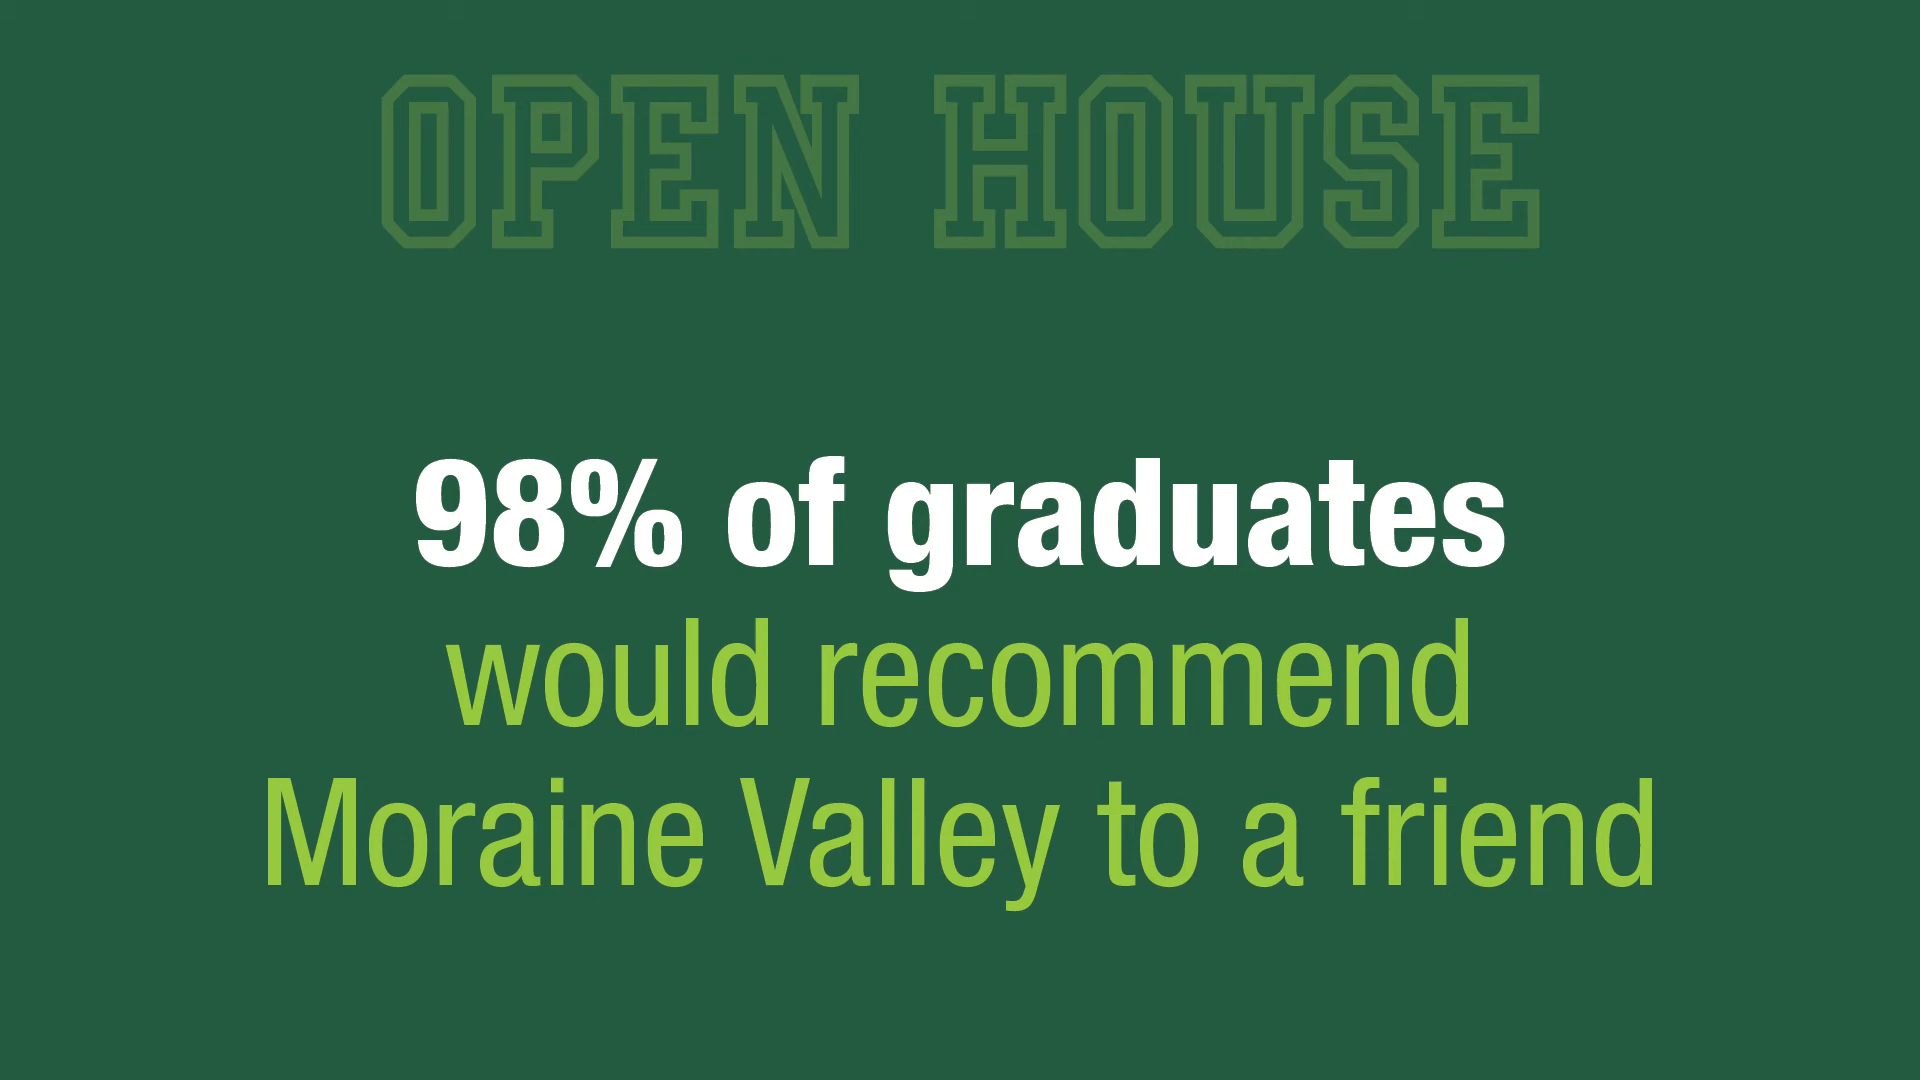 OPEN HOUSE
98% of graduates
would recommend
Moraine Valley to a friend